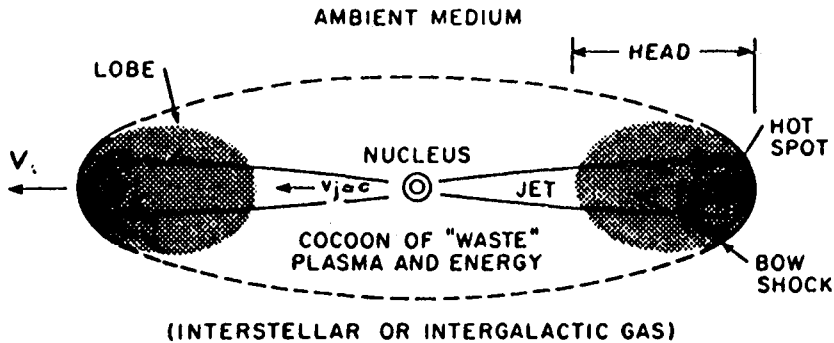 AMBIENT MEDIUM
HEAD
LOBE
HOT
SPOT
NUCLEUS
JET
COCOON OF "WASTE"
PLASMA AND ENERGY
BOW
SHOCK
(INTERSTELLAR OR INTERGALACTIC GAS)